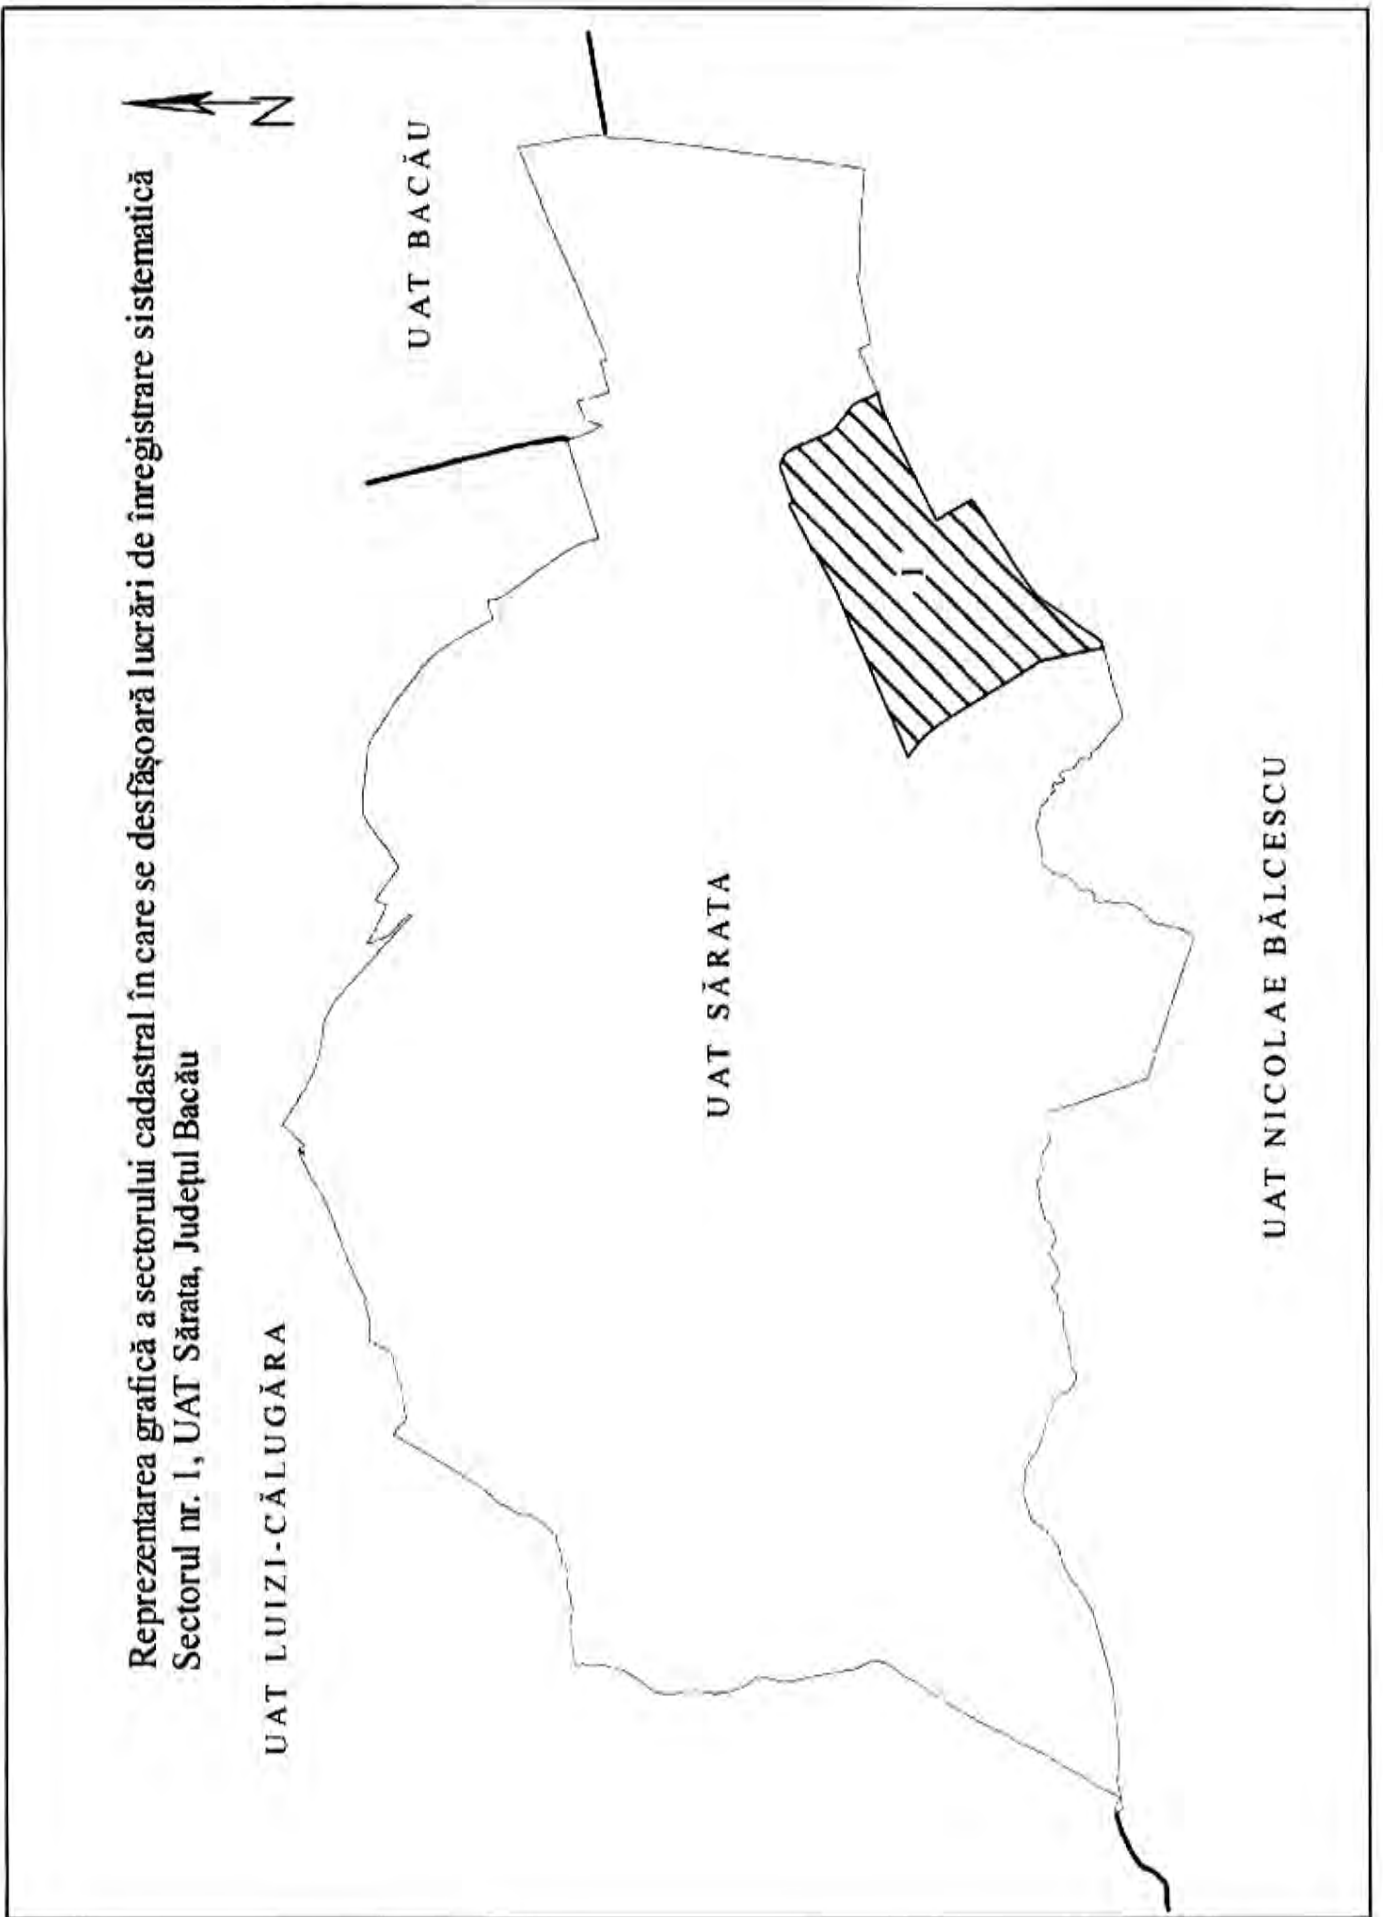 Reprezentarea grafică a sectorului cadastral în care se desfășoară lucrări de înregistrare sistematică
Sectorul nr. 1, UAT Sărata, Județul Bacău
N
UAT LUIZI-CĂLUGĂRA
UAT BACĂU
UAT SĂRATA
1
UAT NICOLAE BĂLCESCU